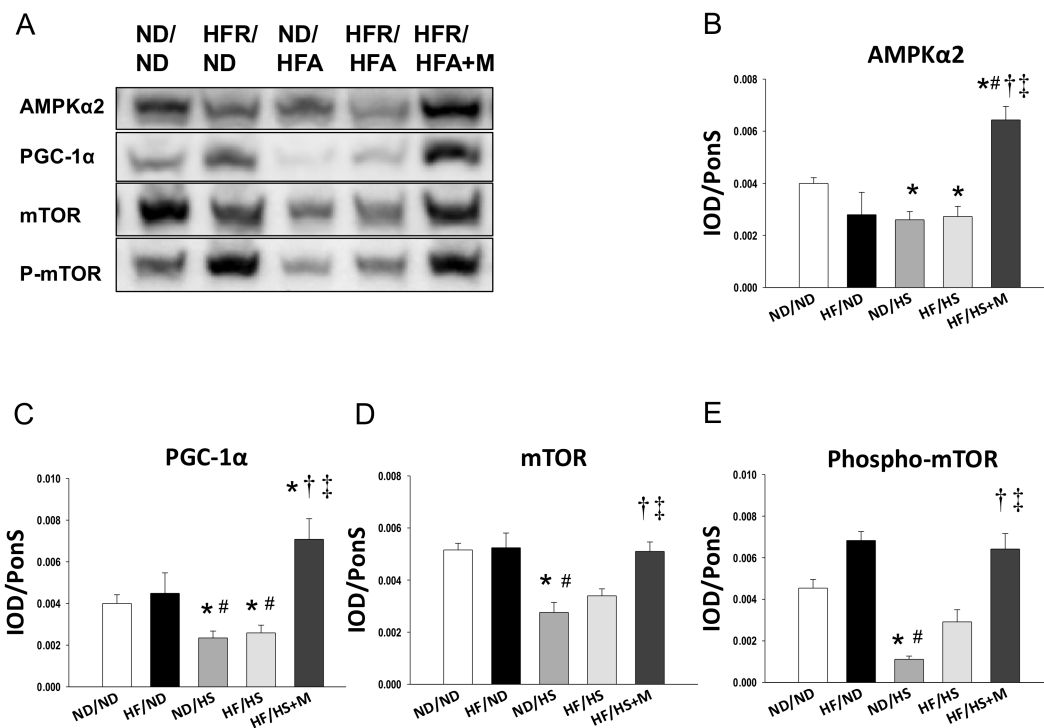 A
ND/ HFR/ ND/ HFR/ HFR/
ND ND HFA HFA HFA+M
AMPKα2
PGC-1α
mTOR
P-mTOR
B
AMPKα2
IOD/PonS
0.008
0.006
0.004
0.002
0.000
* * *#†‡
ND/ND HF/ND ND/HS HF/HS HF/HS+M
C
PGC-1α
IOD/PonS
0.010
0.008
0.006
0.004
0.002
0.000
*# *# *†‡
ND/ND HF/ND ND/HS HF/HS HF/HS+M
D
mTOR
IOD/PonS
0.008
0.006
0.004
0.002
0.000
*# †‡
ND/ND HF/ND ND/HS HF/HS HF/HS+M
E
Phospho-mTOR
IOD/PonS
0.010
0.008
0.006
0.004
0.002
0.000
*# †‡
ND/ND HF/ND ND/HS HF/HS HF/HS+M